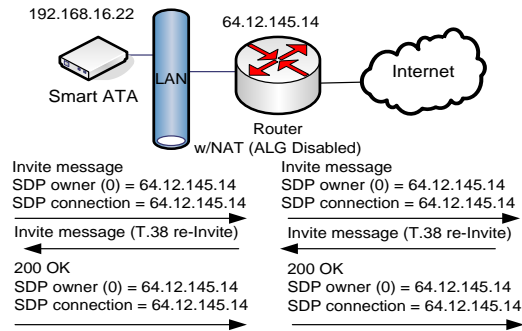 192.168.16.22
64.12.145.14
LAN
Internet
Smart ATA
Router
w/NAT (ALG Disabled)
Invite message
SDP owner (0) = 64.12.145.14
SDP connection = 64.12.145.14
Invite message
SDP owner (0) = 64.12.145.14
SDP connection = 64.12.145.14
Invite message (T.38 re-Invite)
Invite message (T.38 re-Invite)
200 OK
SDP owner (0) = 64.12.145.14
SDP connection = 64.12.145.14
200 OK
SDP owner (0) = 64.12.145.14
SDP connection = 64.12.145.14